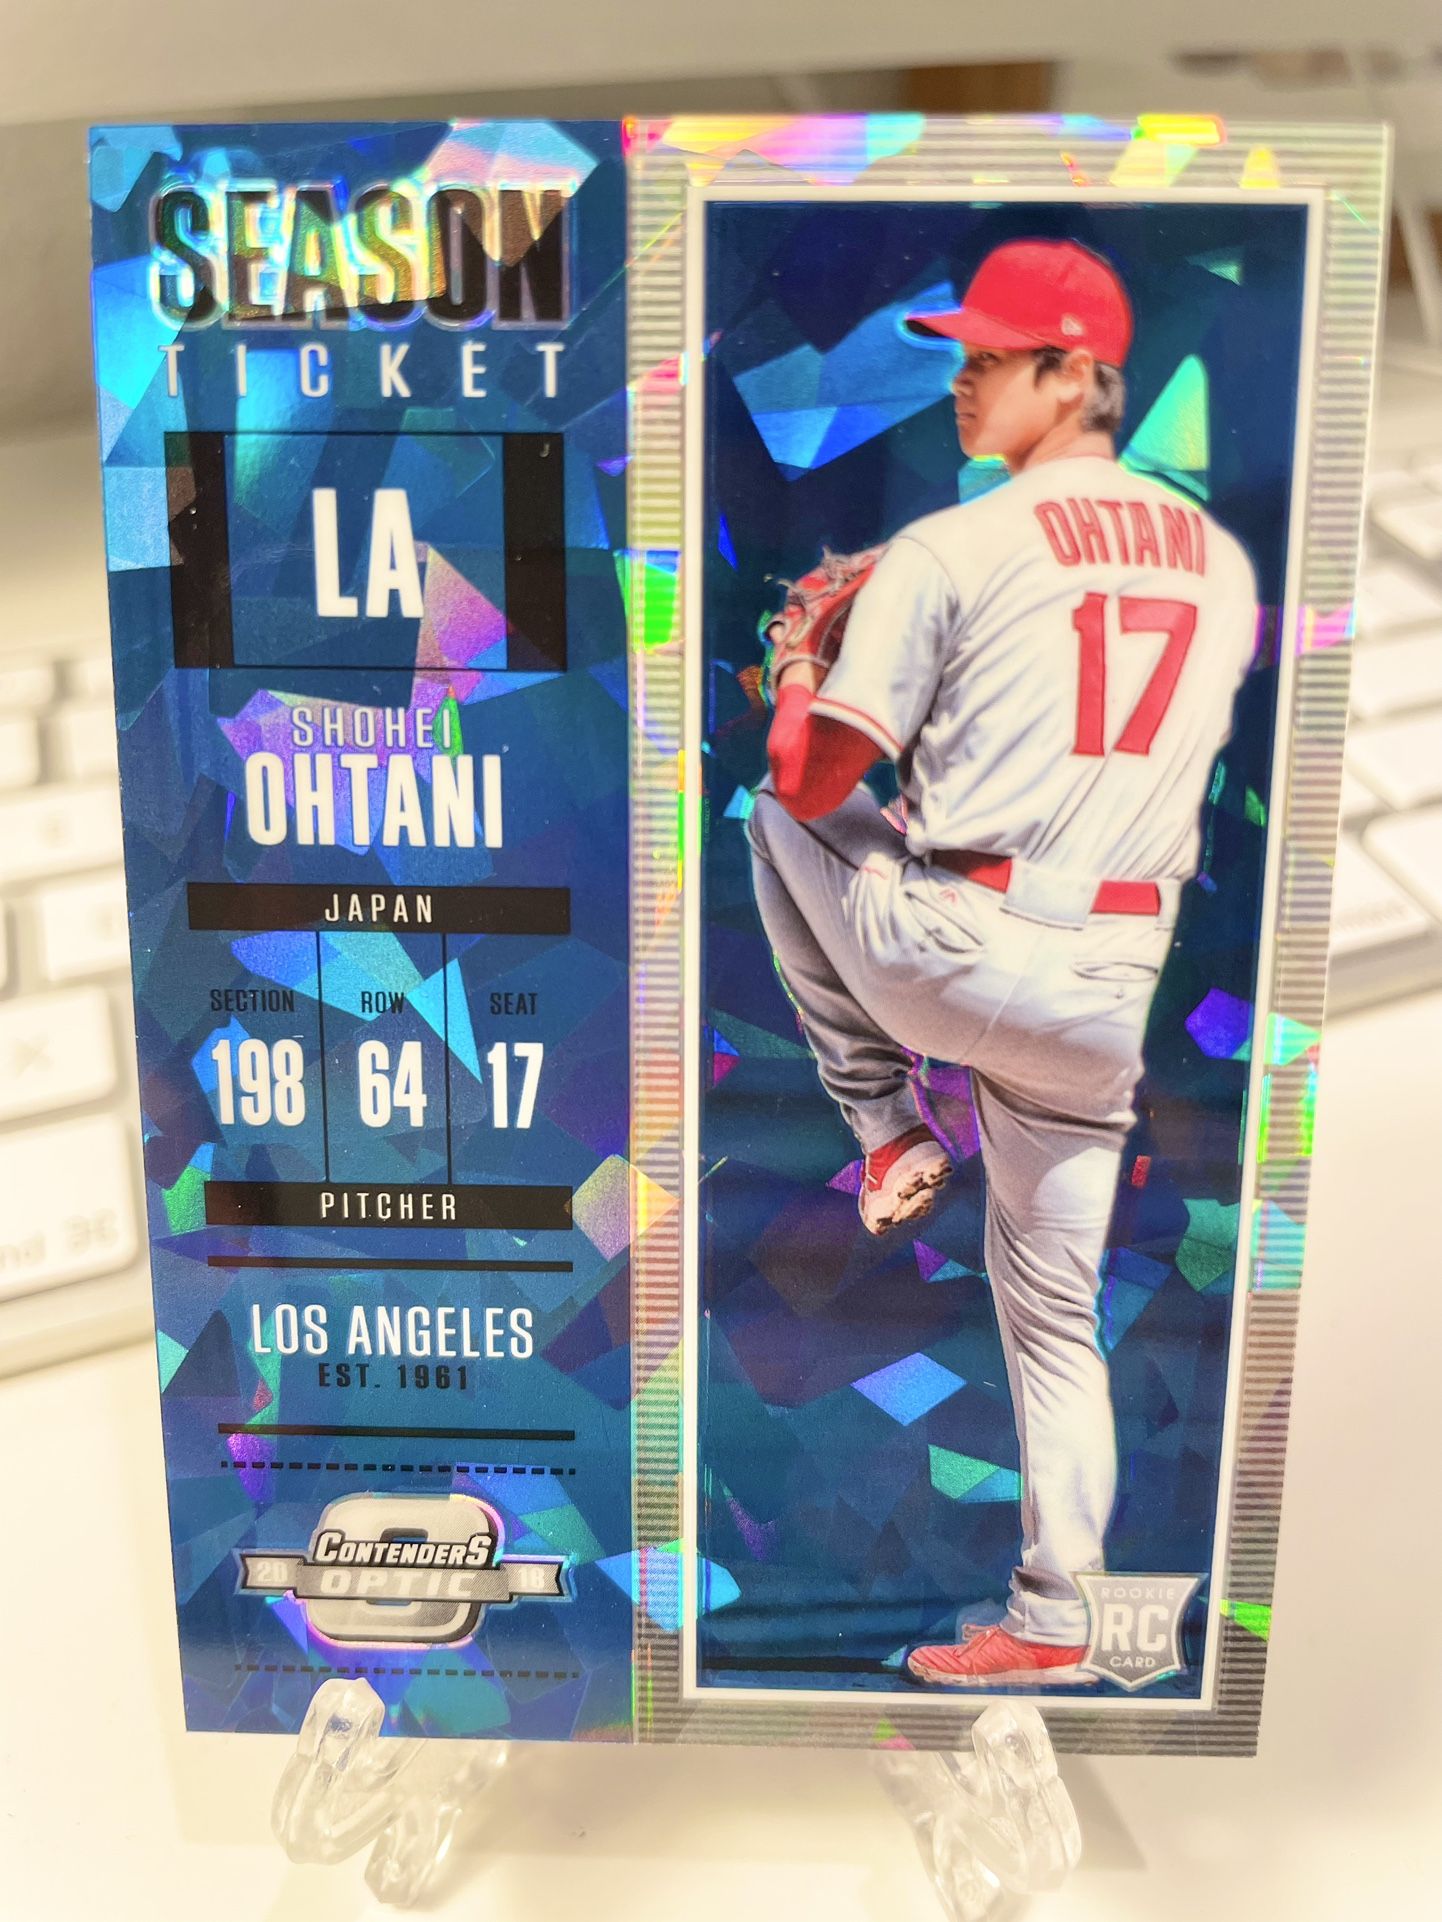 SEASON
TICKET
LA
SHOHEI
OHTANI
JAPAN
SECTION ROW SEAT
198 64 17
PITCHER
LOS ANGELES
EST. 1961
CONTENDERS
20 OPTIC 18
OHTANI
17
ROOKIE
RC
CARD